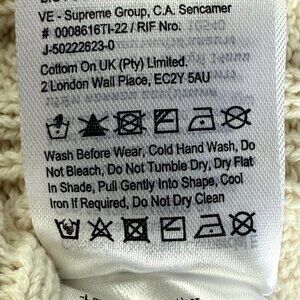 VE - Supreme Group, C.A. Sencamer
# 0008616TI-22 / RIF Nro.
J-50222623-0
Cottom On UK (Pty) Limited.
2 London Wall Place, EC2Y 5AU
Wash Before Wear, Cold Hand Wash, Do
Not Bleach, Do Not Tumble Dry, Dry Flat
In Shade, Pull Gently Into Shape, Cool
Iron If Required, Do Not Dry Clean